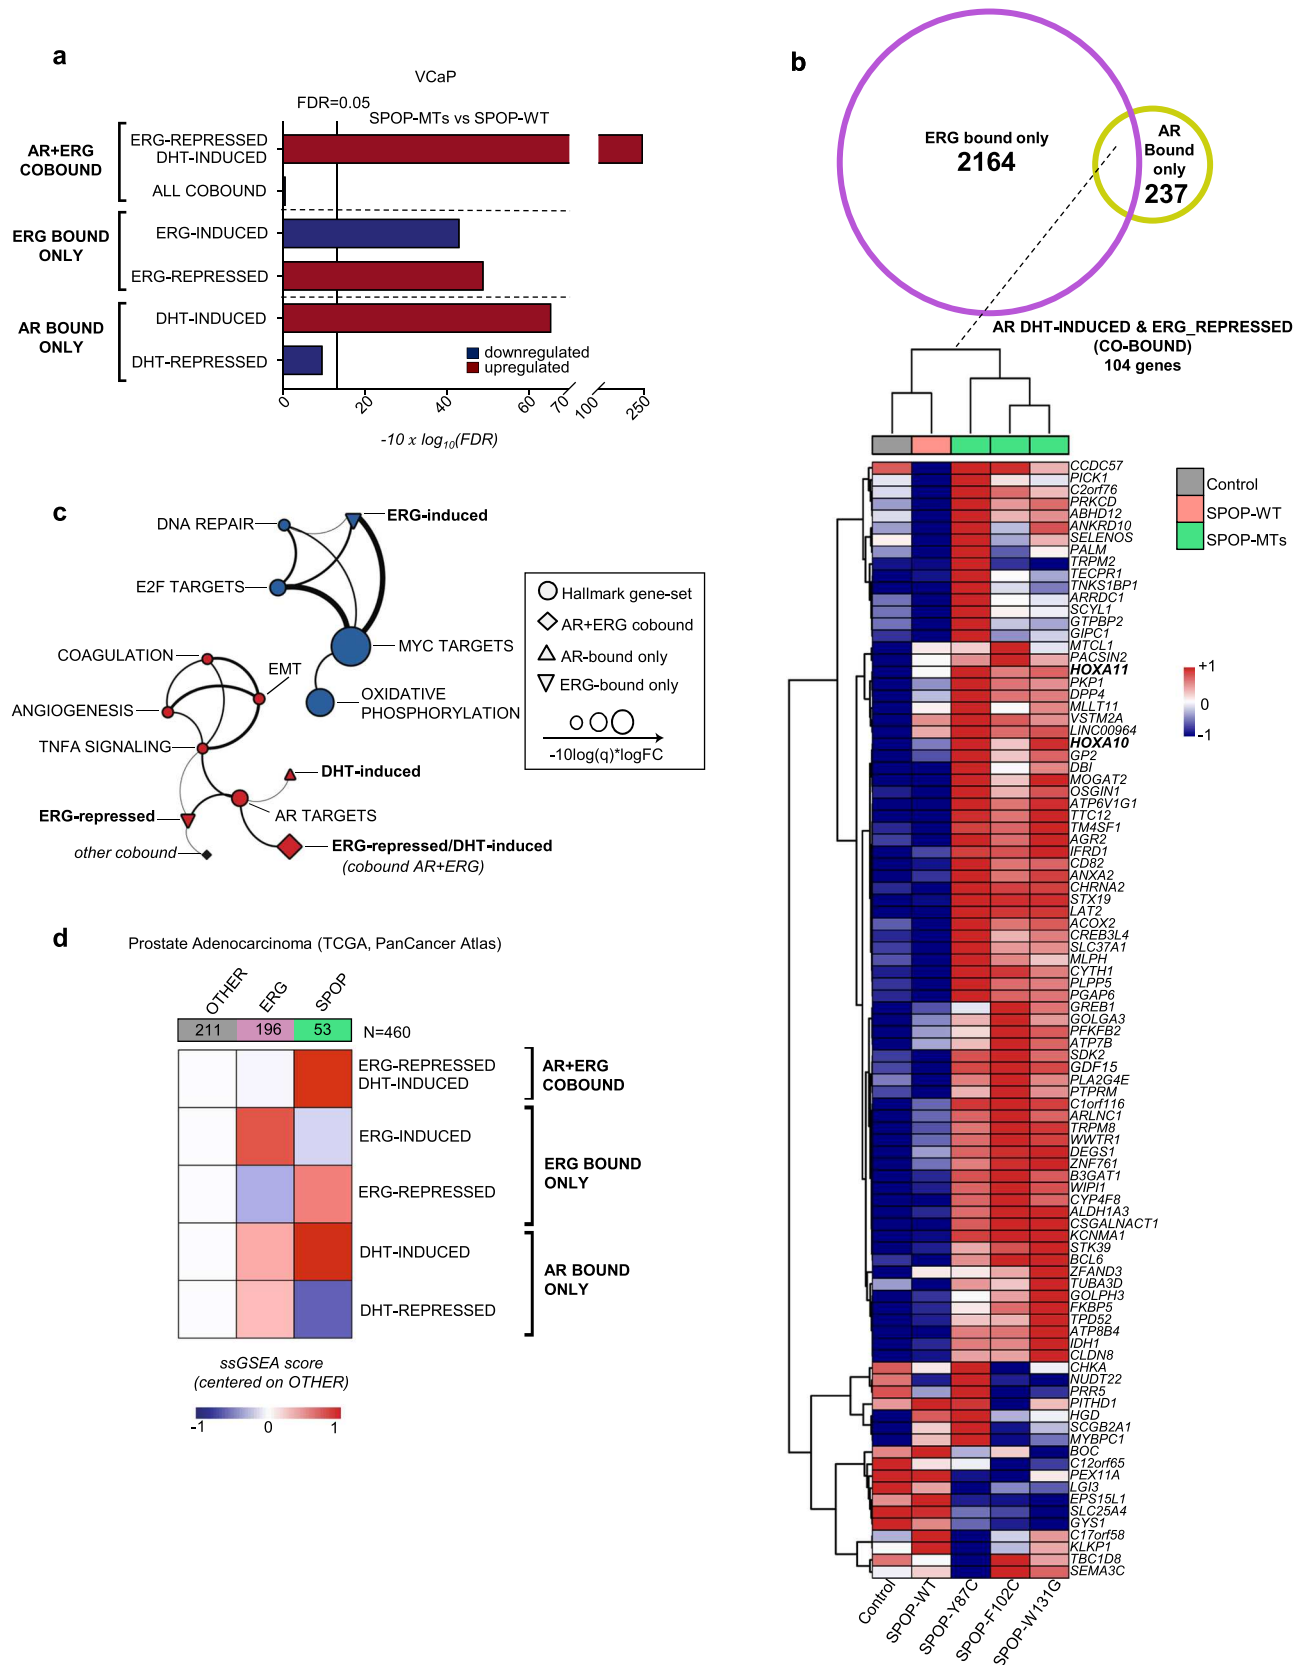 a
VCaP
FDR=0.05
SPOP-MTs vs SPOP-WT
AR+ERG
COBOUND
ERG-REPRESSED
DHT-INDUCED
ALL COBOUND
ERG BOUND
ONLY
ERG-INDUCED
ERG-REPRESSED
AR BOUND
ONLY
DHT-INDUCED
DHT-REPRESSED
downregulated
upregulated
0
20
40
60
70
100
250
-10 x log10(FDR)
b
ERG bound only
2164
AR
Bound
only
237
AR DHT-INDUCED & ERG_REPRESSED
(CO-BOUND)
104 genes
Control
SPOP-WT
SPOP-MTs
+1
0
-1
CCDC57
PICK1
C2orf76
PRKCD
ABHD12
ANKRD10
SELENOS
PALM
TRPM2
TECPR1
TNKS1BP1
ARRDC1
SCYL1
GTPBP2
GIPC1
MTCL1
PACSIN2
HOXA11
PKP1
DPP4
MLLT11
VSTM2A
LINC00964
HOXA10
GP2
DBI
MOGAT2
OSGIN1
ATP6V1G1
TTC12
TM4SF1
AGR2
IFRD1
CD82
ANXA2
CHRNA2
STX19
LAT2
ACOX2
CREB3L4
SLC37A1
MLPH
CYTH1
PLPP5
PGAP6
GREB1
GOLGA3
PFKFB2
ATP7B
SDK2
GDF15
PLA2G4E
PTPRM
C1orf116
ARLNC1
TRPM8
WWTR1
DEGS1
ZNF761
B3GAT1
WIPI1
CYP4F8
ALDH1A3
CSGALNACT1
KCNMA1
STK39
BCL6
ZFAND3
TUBA3D
GOLPH3
FKBP5
TPD52
ATP8B4
IDH1
CLDN8
CHKA
NUDT22
PRR5
PITHD1
HGD
SCGB2A1
MYBPC1
BOC
C12orf65
PEX11A
LGI3
EPS15L1
SLC25A4
GYS1
C17orf58
KLKP1
TBC1D8
SEMA3C
Control
SPOP-WT
SPOP-Y87C
SPOP-F102C
SPOP-W131G
c
DNA REPAIR
ERG-induced
E2F TARGETS
MYC TARGETS
COAGULATION
EMT
OXIDATIVE
PHOSPHORYLATION
ANGIOGENESIS
TNFA SIGNALING
DHT-induced
ERG-repressed
AR TARGETS
other cobound
ERG-repressed/DHT-induced
(cobound AR+ERG)
Hallmark gene-set
AR+ERG cobound
AR-bound only
ERG-bound only
-10log(q)*logFC
d
Prostate Adenocarcinoma (TCGA, PanCancer Atlas)
OTHER
ERG
SPOP
211
196
53
N=460
ERG-REPRESSED
DHT-INDUCED
AR+ERG
COBOUND
ERG-INDUCED
ERG-REPRESSED
ERG BOUND
ONLY
DHT-INDUCED
DHT-REPRESSED
AR BOUND
ONLY
ssGSEA score
(centered on OTHER)
-1
0
1